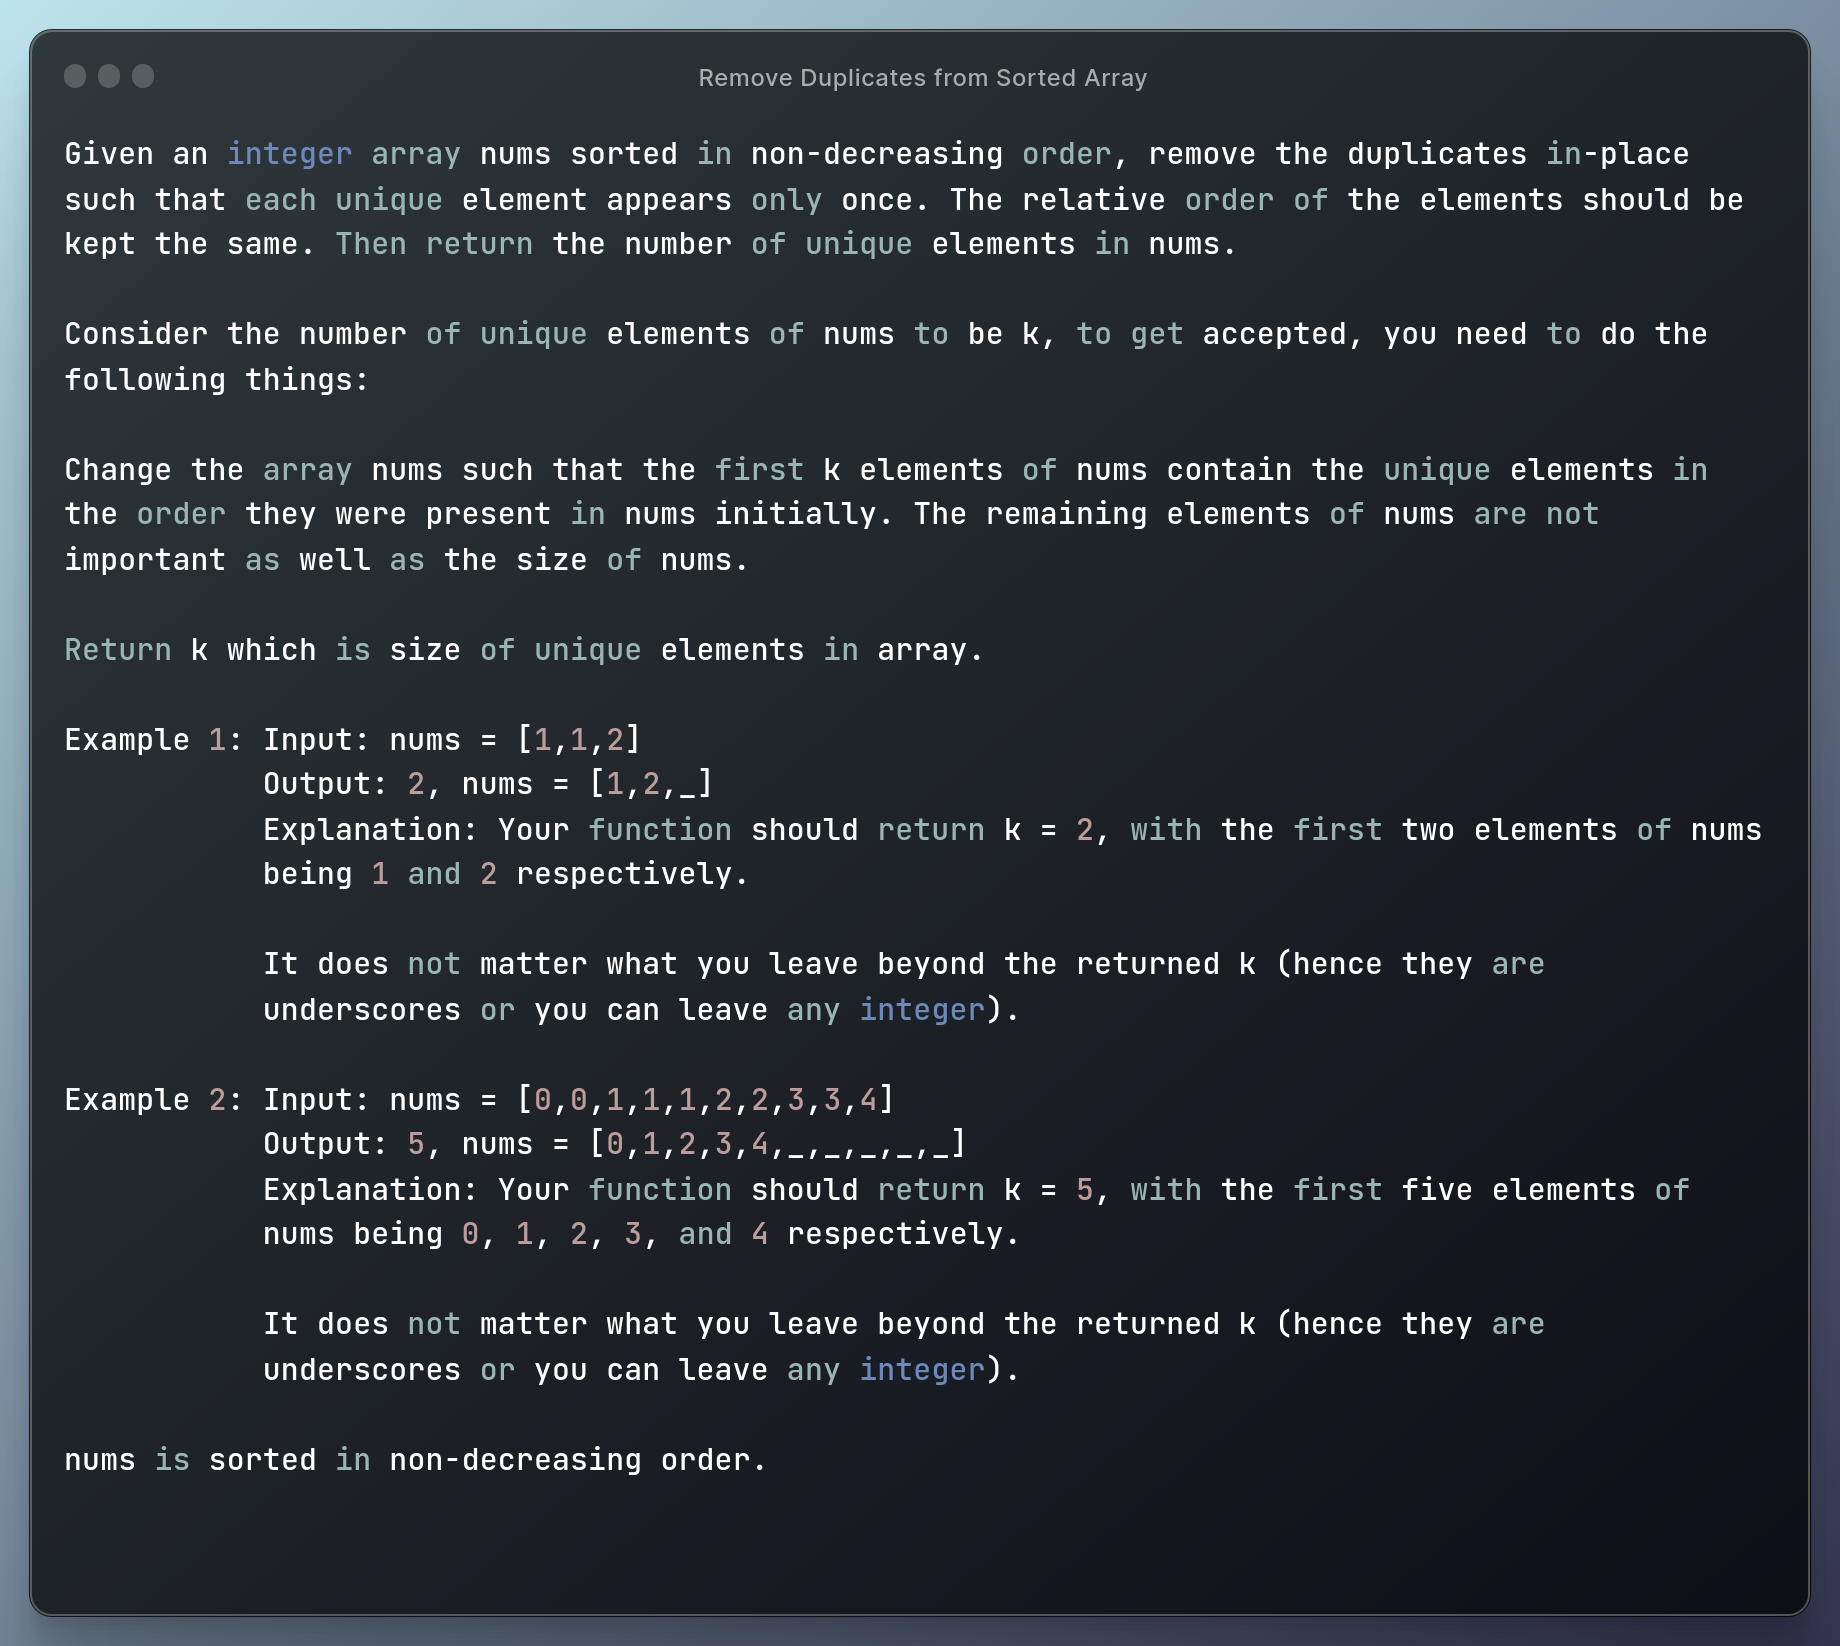 Remove Duplicates from Sorted Array
Given an integer array nums sorted in non-decreasing order, remove the duplicates in-place
such that each unique element appears only once. The relative order of the elements should be
kept the same. Then return the number of unique elements in nums.
Consider the number of unique elements of nums to be k, to get accepted, you need to do the
following things:
Change the array nums such that the first k elements of nums contain the unique elements in
the order they were present in nums initially. The remaining elements of nums are not
important as well as the size of nums.
Return k which is size of unique elements in array.
Example 1: Input: nums = [1,1,2]
Output: 2, nums = [1,2,_]
Explanation: Your function should return k = 2, with the first two elements of nums
being 1 and 2 respectively.
It does not matter what you leave beyond the returned k (hence they are
underscores or you can leave any integer).
Example 2: Input: nums = [0,0,1,1,1,2,2,3,3,4]
Output: 5, nums = [0,1,2,3,4,_,_,_,_,_]
Explanation: Your function should return k = 5, with the first five elements of
nums being 0, 1, 2, 3, and 4 respectively.
It does not matter what you leave beyond the returned k (hence they are
underscores or you can leave any integer).
nums is sorted in non-decreasing order.